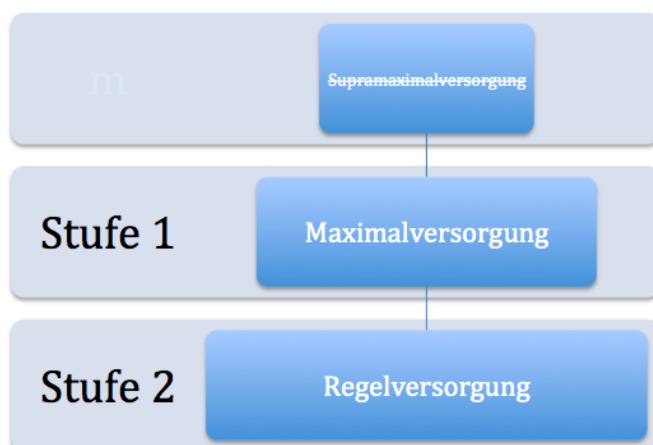 m
Supramaximalversorgung
Stufe 1
Maximalversorgung
Stufe 2
Regelversorgung